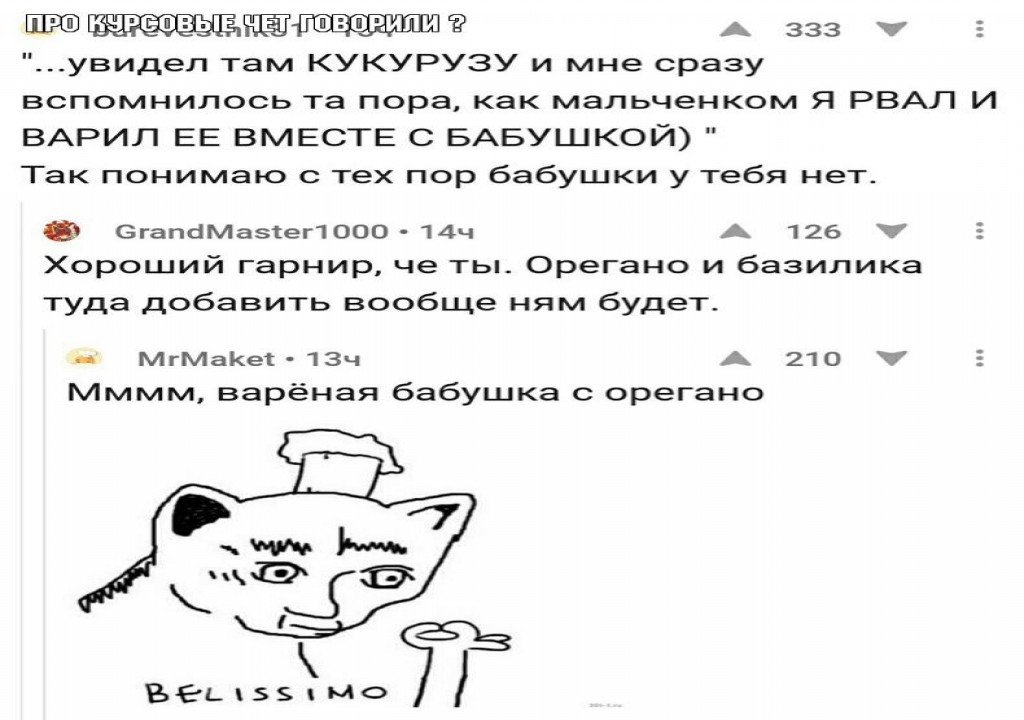 ПРО КУРСОВЫЕ ЧЕТ ГОВОРИЛИ ?
333
"...увидел там КУКУРУЗУ и мне сразу
вспомнилось та пора, как мальченком Я РВАЛ И
ВАРИЛ ЕЕ ВМЕСТЕ С БАБУШКОЙ) "
Так понимаю с тех пор бабушки у тебя нет.
GrandMaster1000 • 14ч 126
Хороший гарнир, че ты. Орегано и базилика
туда добавить вообще ням будет.
MrMaket • 13ч 210
Мммм, варёная бабушка с орегано
BELISSIMO